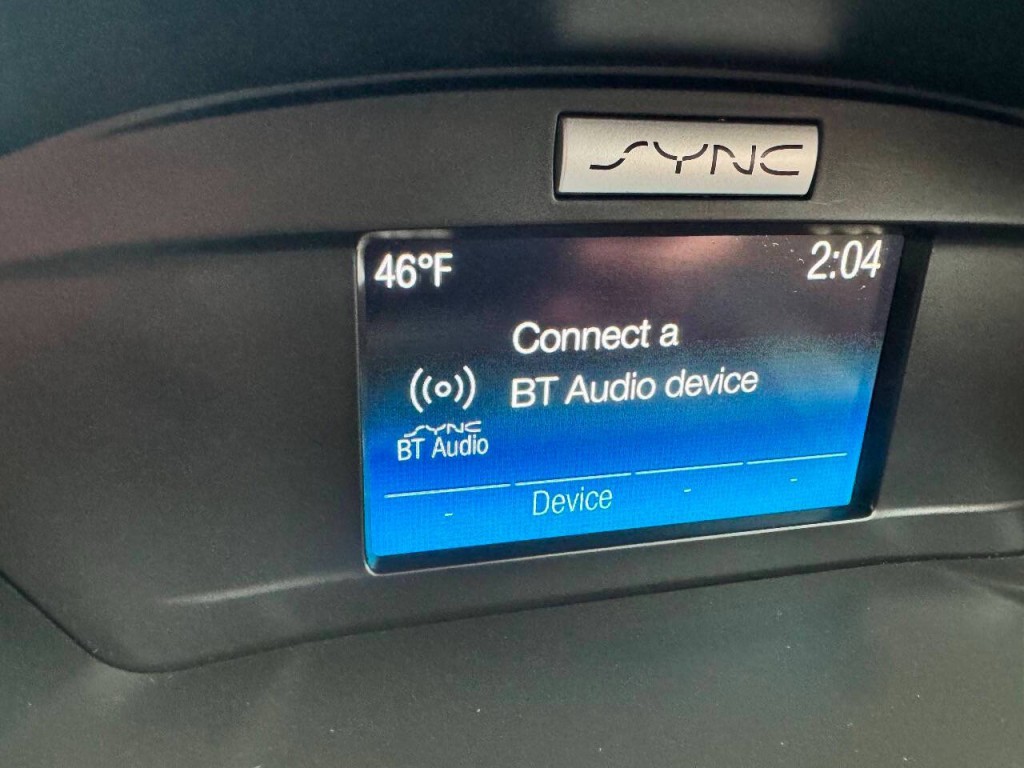 SYNC
46°F 2:04
Connect a
BT Audio device
SYNC
BT Audio
- Device - -